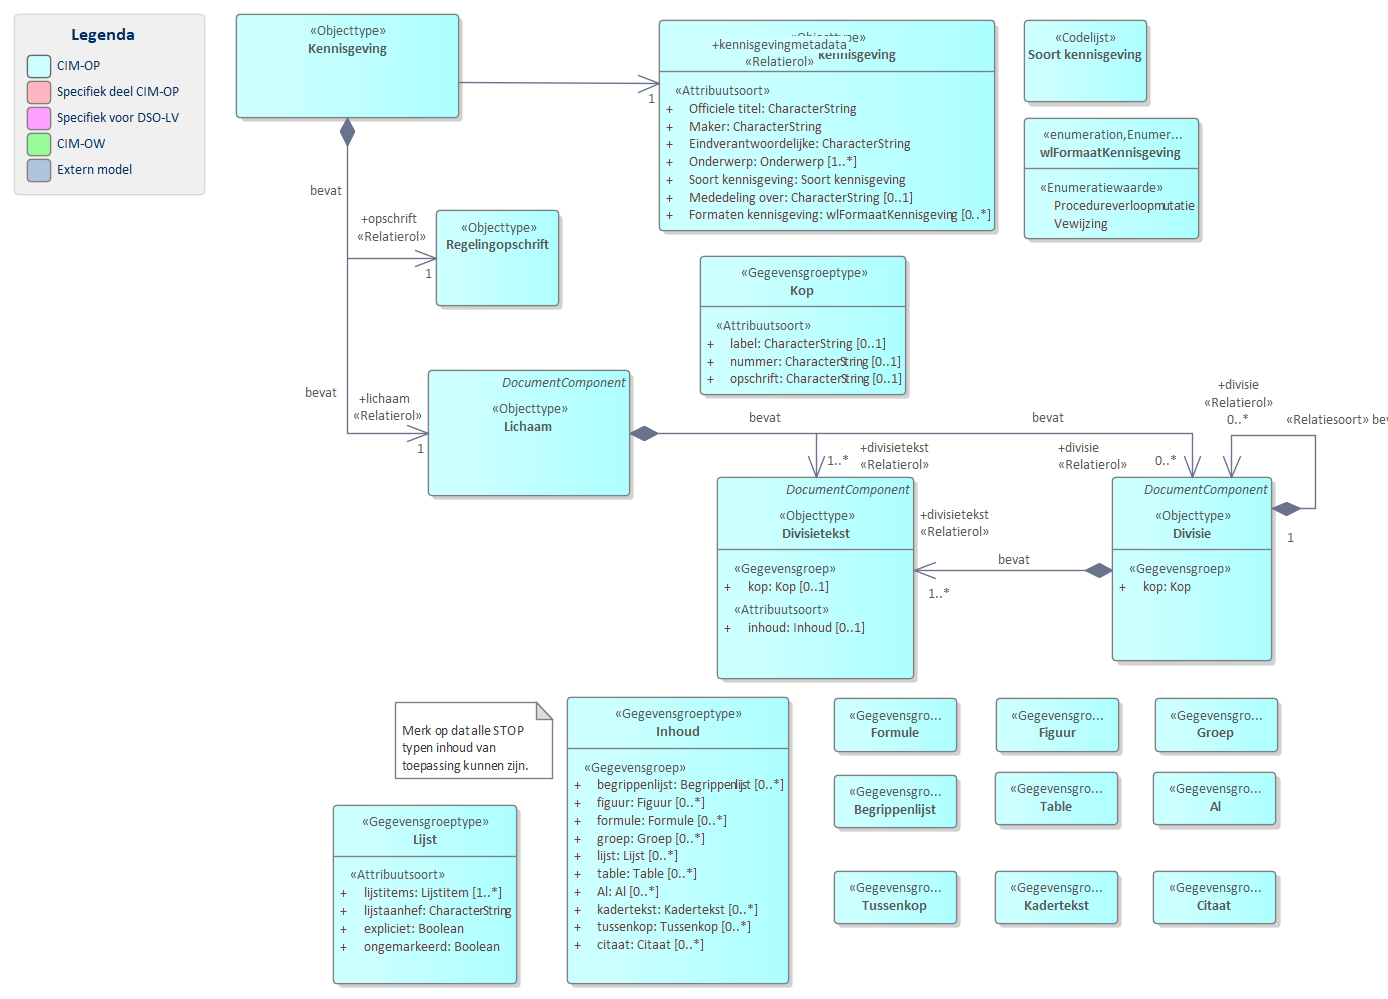 Legenda
CIM-OP
Specifiek deel CIM-OP
Specifiek voor DSO-LV
CIM-OW
Extern model
«Objecttype»
Kennisgeving
+kennisgevingmetadata
«Relatierol»
1
Kennisgeving
«Attribuutsoort»
+ Officiele titel: CharacterString
+ Maker: CharacterString
+ Eindverantwoordelijke: CharacterString
+ Onderwerp: Onderwerp [1..*]
+ Soort kennisgeving: Soort kennisgeving
+ Mededeling over: CharacterString [0..1]
+ Formaten kennisgeving: wlFormaatKennisgeving [0..*]
«Codelijst»
Soort kennisgeving
«enumeration,Enumer...
wlFormaatKennisgeving
«Enumeratiewaarde»
Procedureverloopmutatie
Vewijzing
bevat
+opschrift
«Relatierol»
1
«Objecttype»
Regelingopschrift
«Gegevensgroeptype»
Kop
«Attribuutsoort»
+ label: CharacterString [0..1]
+ nummer: CharacterString [0..1]
+ opschrift: CharacterString [0..1]
bevat
+lichaam
«Relatierol»
1
DocumentComponent
«Objecttype»
Lichaam
bevat
bevat
1..*
+divisietekst
«Relatierol»
+divisie
«Relatierol»
0..*
+divisie
«Relatierol»
0..*
«Relatiesoort» bev
1
DocumentComponent
«Objecttype»
Divisietekst
«Gegevensgroep»
+ kop: Kop [0..1]
«Attribuutsoort»
+ inhoud: Inhoud [0..1]
+divisietekst
«Relatierol»
bevat
1..*
DocumentComponent
«Objecttype»
Divisie
«Gegevensgroep»
+ kop: Kop
Merk op dat alle STOP
typen inhoud van
toepassing kunnen zijn.
«Gegevensgroeptype»
Lijst
«Attribuutsoort»
+ lijstitems: Lijstitem [1..*]
+ lijstaanhef: CharacterString
+ expliciet: Boolean
+ ongemarkeerd: Boolean
«Gegevensgroeptype»
Inhoud
«Gegevensgroep»
+ begrippenlijst: Begrippenlijst [0..*]
+ figuur: Figuur [0..*]
+ formule: Formule [0..*]
+ groep: Groep [0..*]
+ lijst: Lijst [0..*]
+ table: Table [0..*]
+ Al: Al [0..*]
+ kadertekst: Kadertekst [0..*]
+ tussenkop: Tussenkop [0..*]
+ citaat: Citaat [0..*]
«Gegevensgro...
Formule
«Gegevensgro...
Figuur
«Gegevensgro...
Groep
«Gegevensgro...
Begrippenlijst
«Gegevensgro...
Table
«Gegevensgro...
Al
«Gegevensgro...
Tussenkop
«Gegevensgro...
Kadertekst
«Gegevensgro...
Citaat